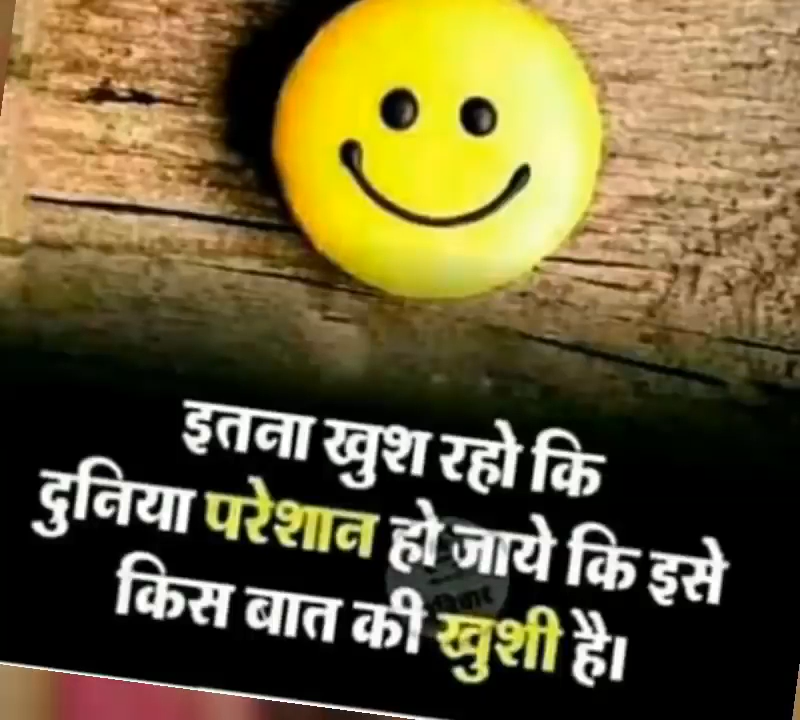 इतना खुश रहो कि
दुनिया परेशान हो जाये कि इसे
किस बात की खुशी है।